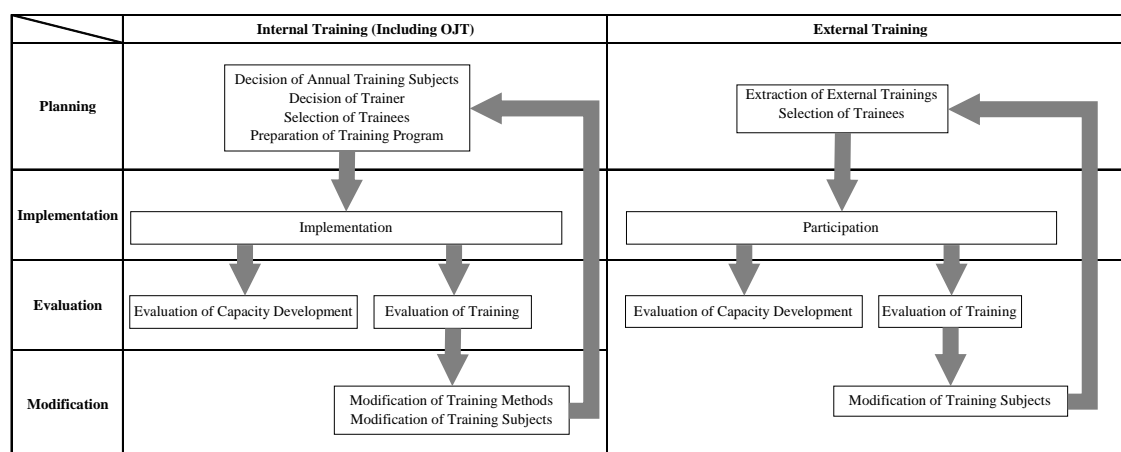 Internal Training (Including OJT)
External Training
Planning
Decision of Annual Training Subjects
Decision of Trainer
Selection of Trainees
Preparation of Training Program
Extraction of External Trainings
Selection of Trainees
Implementation
Implementation
Participation
Evaluation
Evaluation of Capacity Development
Evaluation of Training
Evaluation of Capacity Development
Evaluation of Training
Modification
Modification of Training Methods
Modification of Training Subjects
Modification of Training Subjects